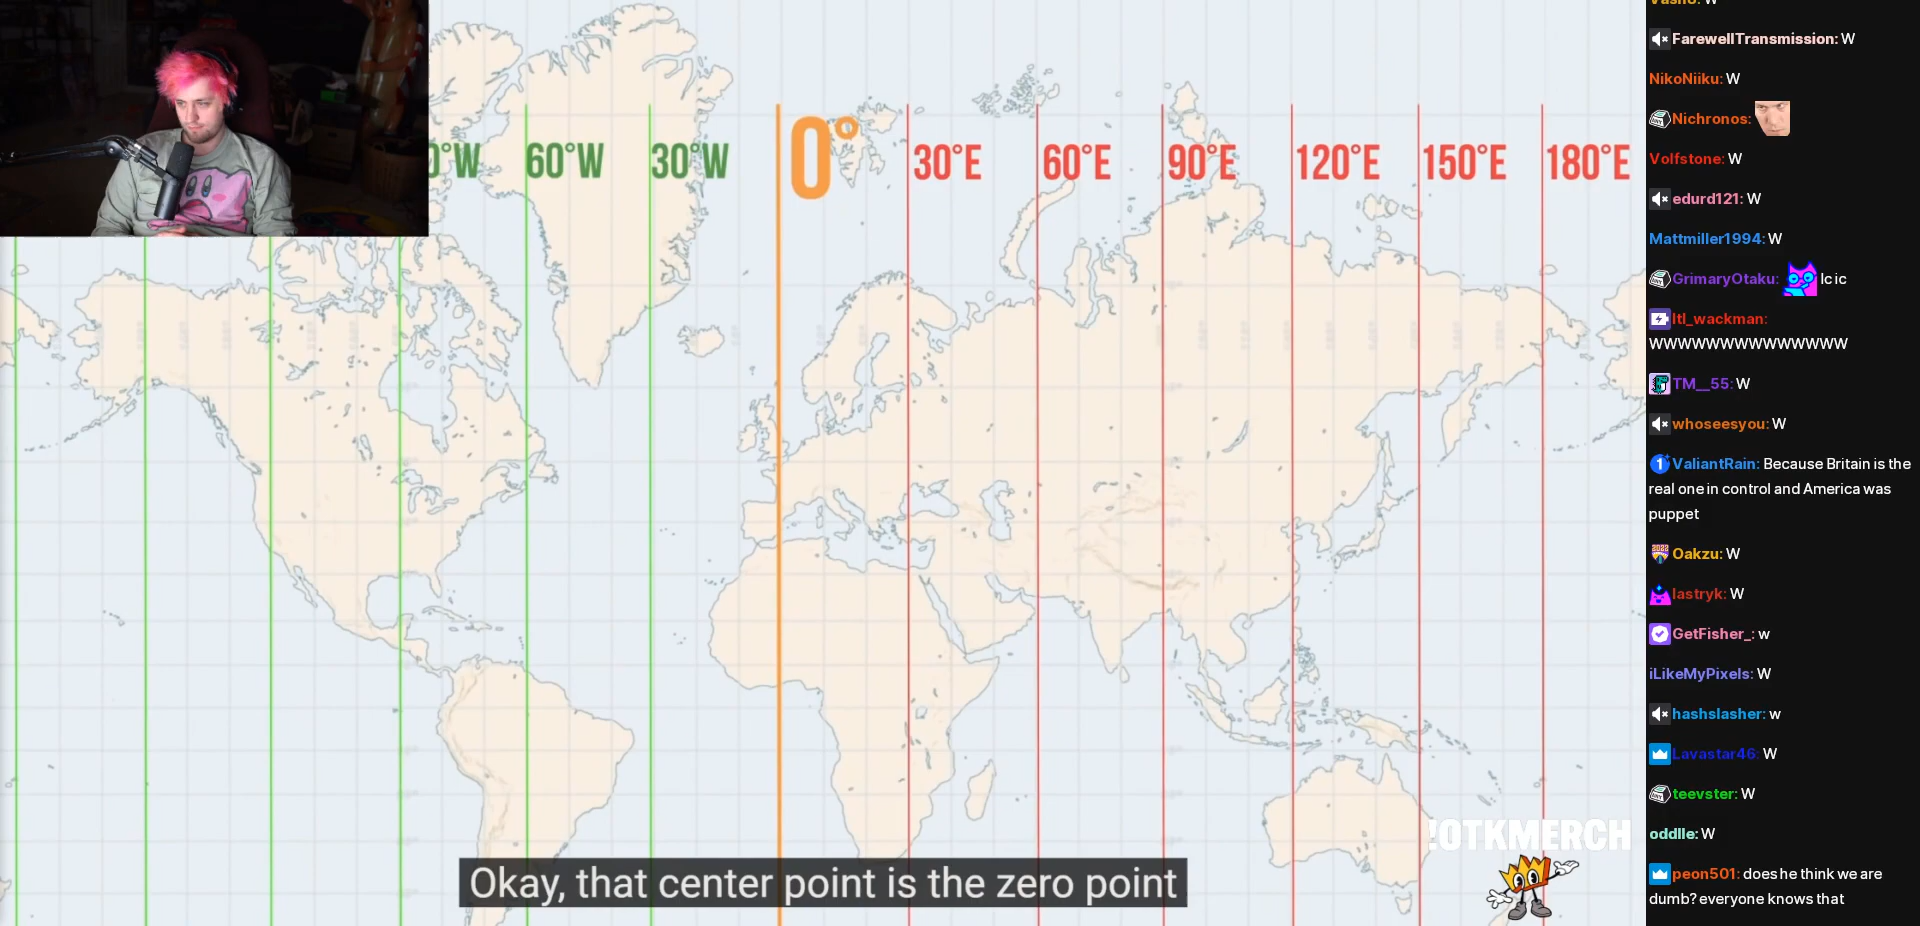 0°W 60°W 30°W 0° 30°E 60°E 90°E 120°E 150°E 180°E
!OTKMERCH
Okay, that center point is the zero point
FarewellTransmission: W
NikoNiiku: W
Nichronos:
Volfstone: W
edurd121: W
Mattmiller1994: W
GrimaryOtaku: Ic ic
ltl_wackman:
WWWWWWWWWWWWWW
TM__55: W
whoseesyou: W
ValiantRain: Because Britain is the
real one in control and America was
puppet
Oakzu: W
lastryk: W
GetFisher_: w
iLikeMyPixels: W
hashslasher: w
Lavastar46: W
teevster: W
oddlle: W
peon501: does he think we are
dumb? everyone knows that